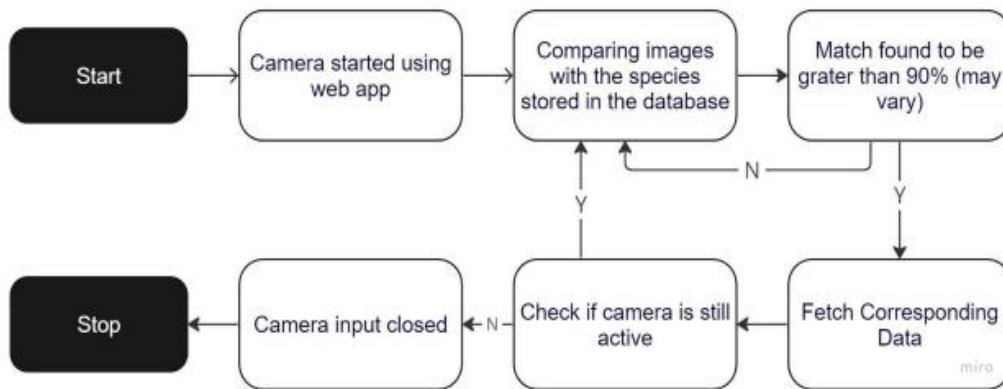 Start
Camera started using
web app
Comparing images
with the species
stored in the database
Match found to be
grater than 90% (may
vary)
N
Y
Y
Stop
Camera input closed
N
Check if camera is still
active
Fetch Corresponding
Data
miro